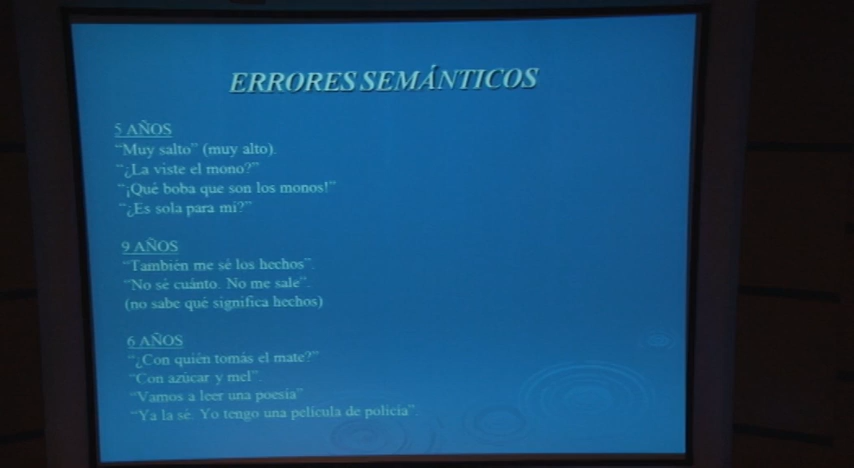 ERRORES SEMÁNTICOS
5 AÑOS
“Muy salto” (muy alto).
“¿La viste el mono?”
“¡Qué boba que son los monos!”
“¿Es sola para mí?”
9 AÑOS
“También me sé los hechos”.
“No sé cuánto. No me sale”.
(no sabe qué significa hechos)
6 AÑOS
“¿Con quién tomás el mate?”
“Con azúcar y mel”.
“Vamos a leer una poesía”
“Ya la sé. Yo tengo una película de policía”.